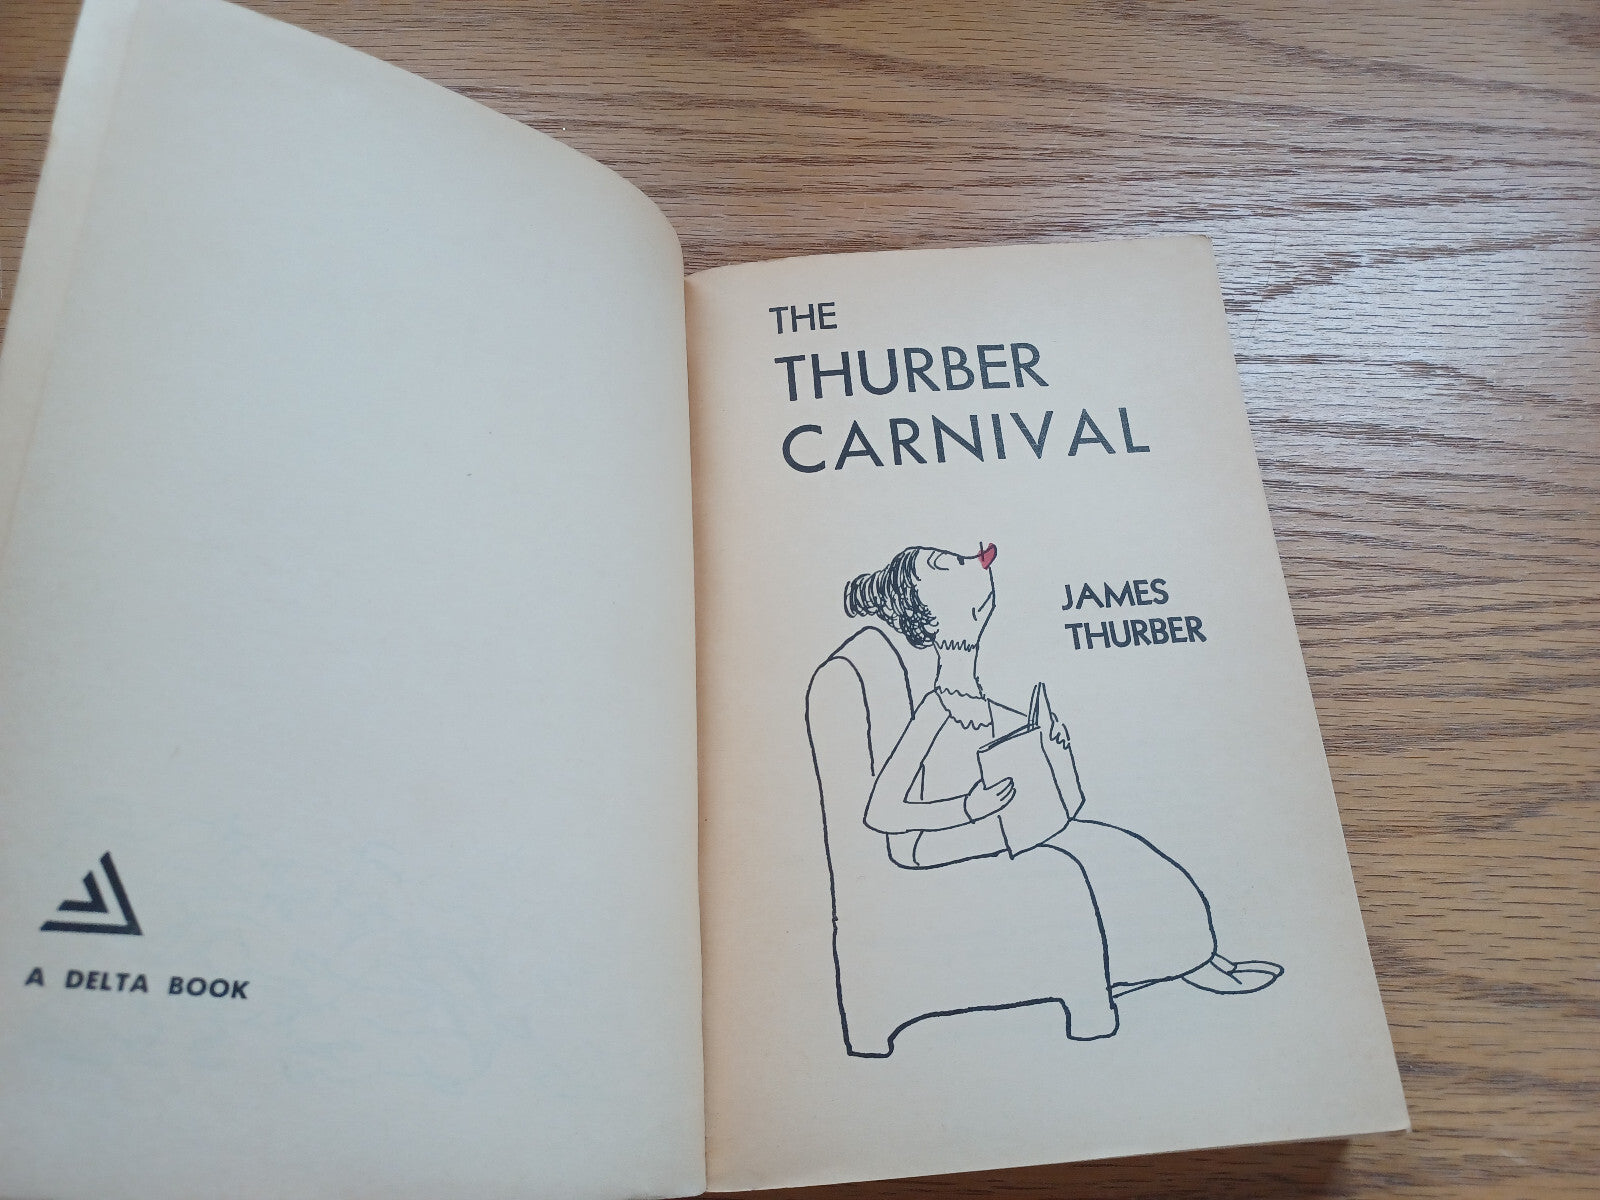 A DELTA BOOK
THE
THURBER
CARNIVAL
JAMES
THURBER